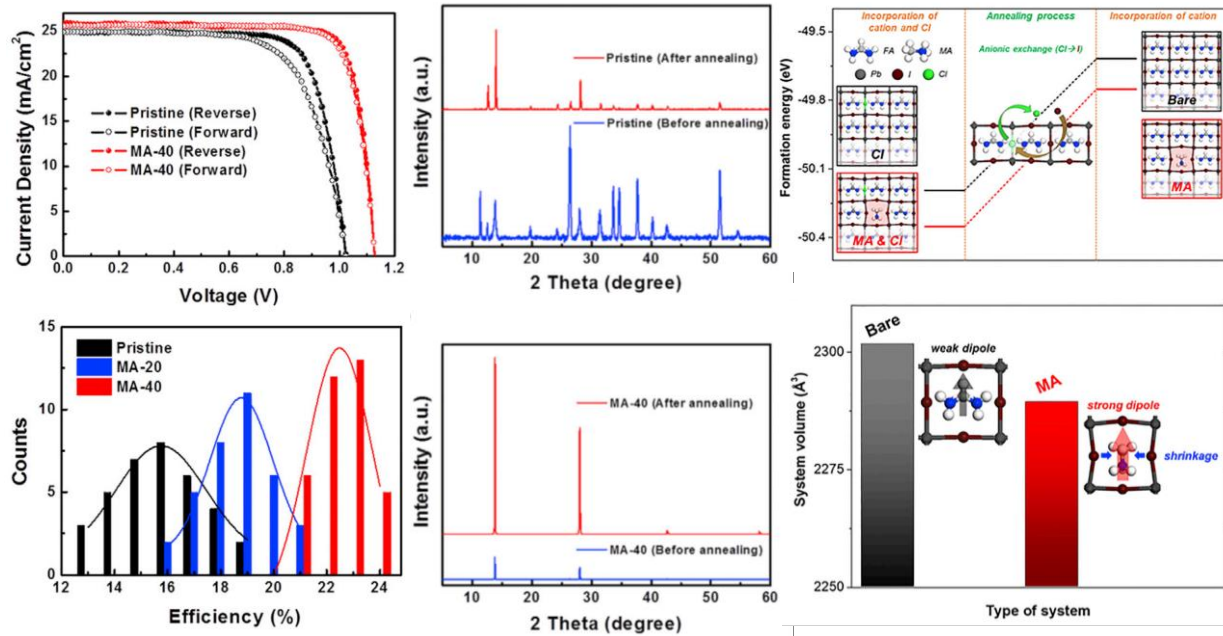 Current Density (mA/cm²)
25
20
15
10
5
0
Pristine (Reverse)
Pristine (Forward)
MA-40 (Reverse)
MA-40 (Forward)
0.0 0.2 0.4 0.6 0.8 1.0 1.2
Voltage (V)
Intensity (a.u.)
Pristine (After annealing)
Pristine (Before annealing)
10 20 30 40 50 60
2 Theta (degree)
Incorporation of
cation and Cl
Annealing process
Incorporation of cation
Anionic exchange (Cl→I)
FA MA
Pb I Cl
Formation energy (eV)
-49.5
-49.8
-50.1
-50.4
Cl
MA & Cl
Bare
MA
Counts
15
10
5
0
Pristine
MA-20
MA-40
12 14 16 18 20 22 24
Efficiency (%)
Intensity (a.u.)
MA-40 (After annealing)
MA-40 (Before annealing)
10 20 30 40 50 60
2 Theta (degree)
System volume (Å³)
2300
2275
2250
Bare
weak dipole
MA
strong dipole
shrinkage
Type of system